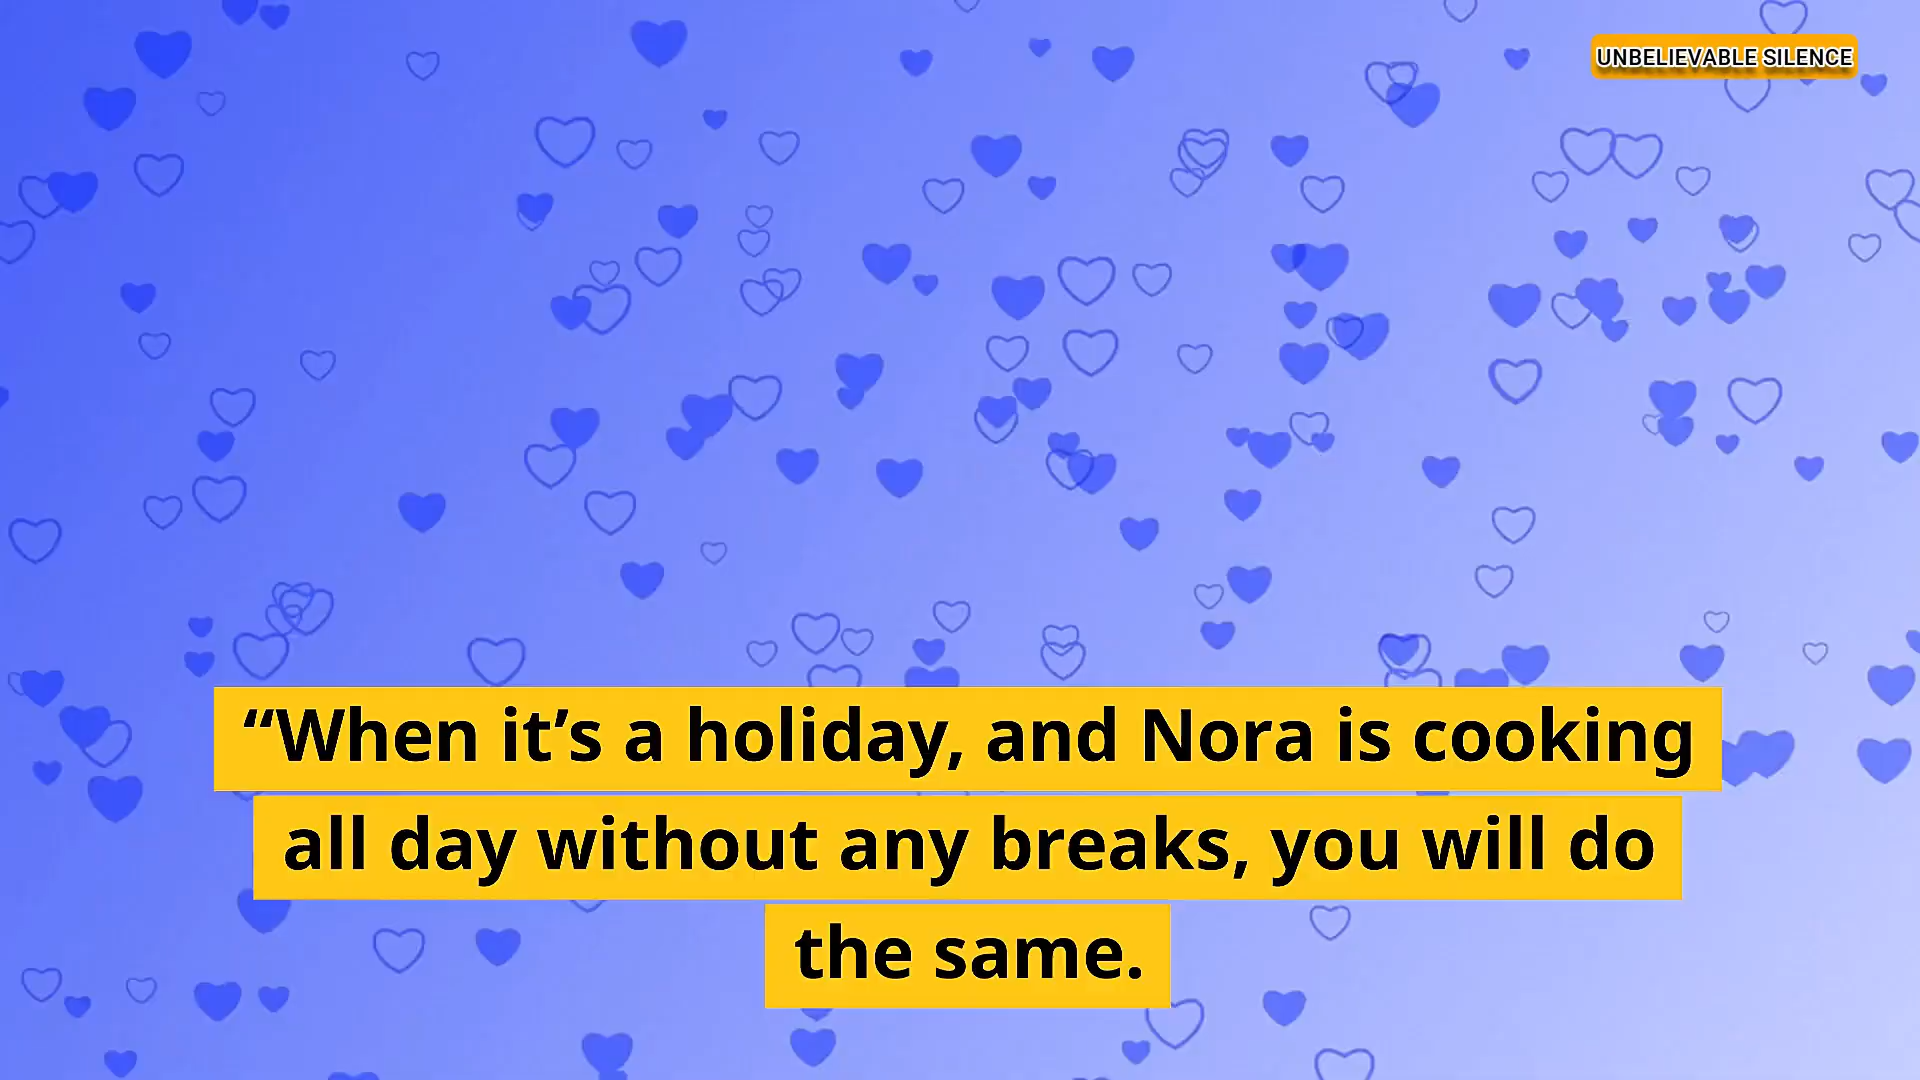 UNBELIEVABLE SILENCE
“When it’s a holiday, and Nora is cooking
all day without any breaks, you will do
the same.